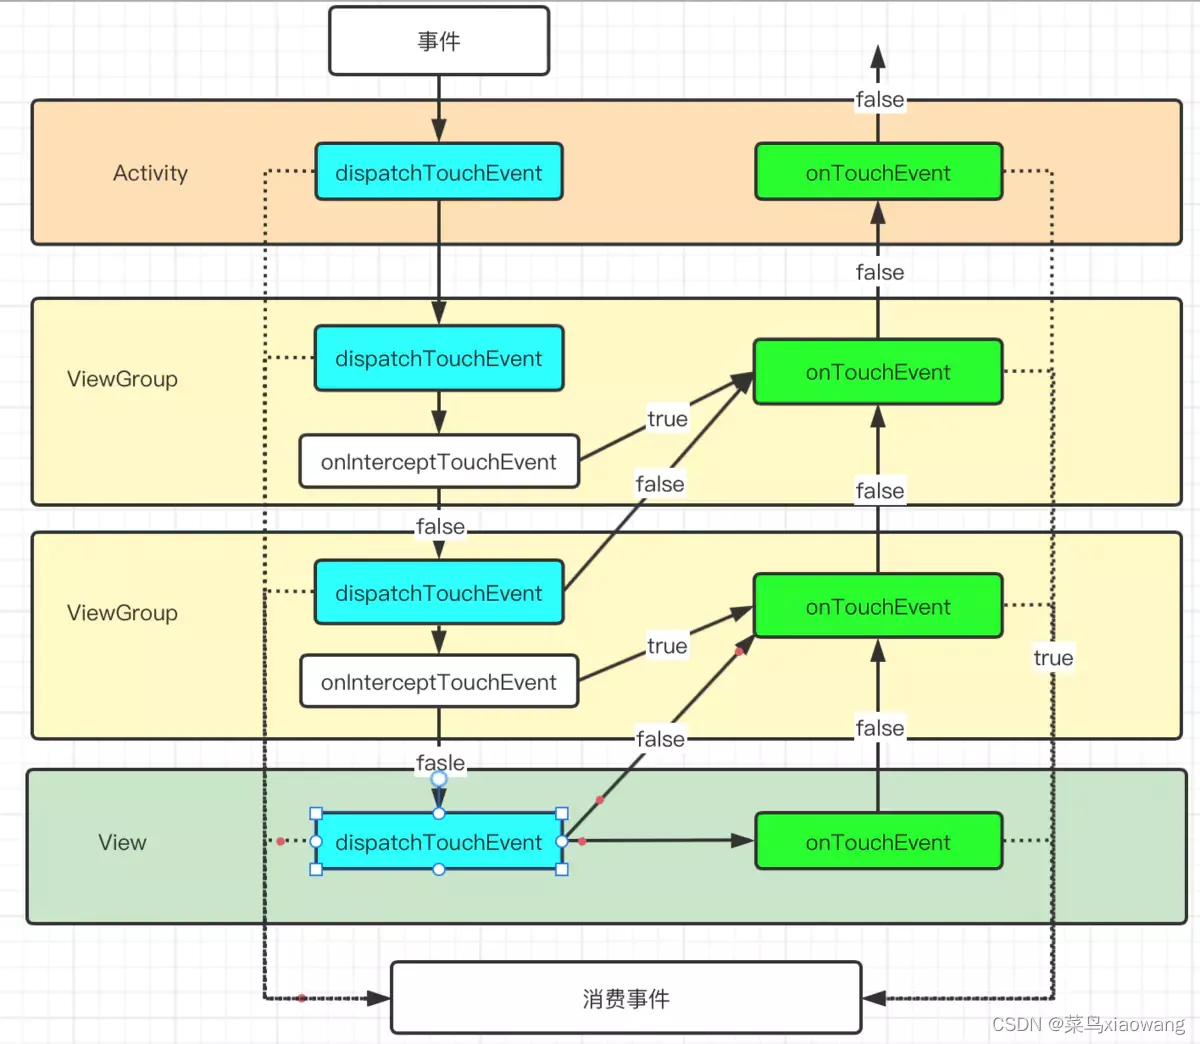 事件
false
Activity
dispatchTouchEvent
onTouchEvent
false
ViewGroup
dispatchTouchEvent
onTouchEvent
true
onInterceptTouchEvent
false
false
false
ViewGroup
dispatchTouchEvent
onTouchEvent
true
true
onInterceptTouchEvent
false
false
fasle
View
dispatchTouchEvent
onTouchEvent
消费事件
CSDN @菜鸟xiaowang